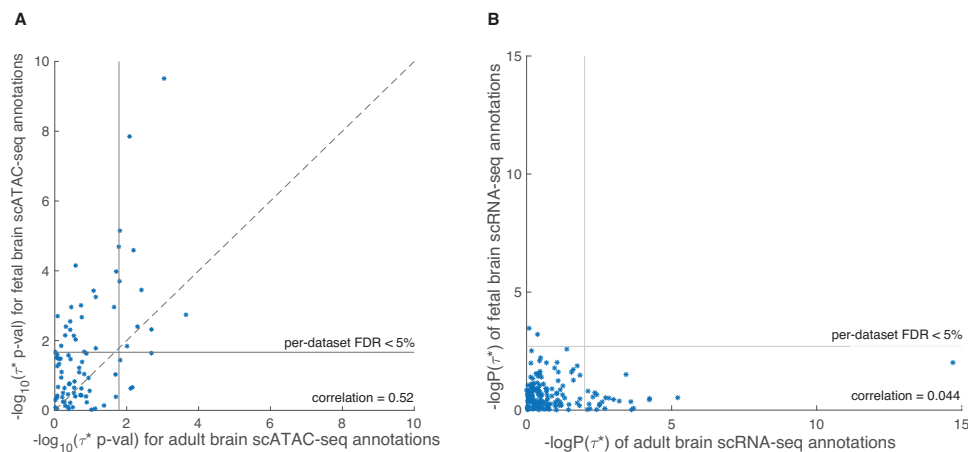 A
B
-log10(τ* p-val) for fetal brain scATAC-seq annotations
10
8
6
4
2
0
per-dataset FDR < 5%
correlation = 0.52
0 2 4 6 8 10
-log10(τ* p-val) for adult brain scATAC-seq annotations
-logP(τ*) of fetal brain scRNA-seq annotations
15
10
5
0
per-dataset FDR < 5%
correlation = 0.044
0 5 10 15
-logP(τ*) of adult brain scRNA-seq annotations